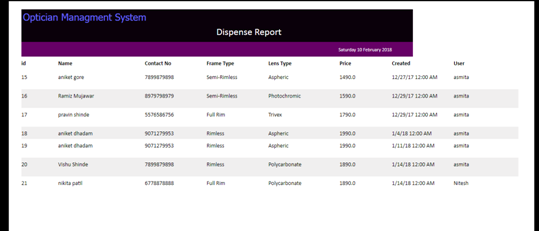 Optician Managment System
Dispense Report
Saturday 10 February 2018
id Name Contact No Frame Type Lens Type Price Created User
15 aniket gore 7899879898 Semi-Rimless Aspheric 1490.0 12/27/17 12:00 AM asmita
16 Ramiz Mujawar 8979798979 Semi-Rimless Photochromic 1590.0 12/29/17 12:00 AM asmita
17 pravin shinde 5576586756 Full Rim Trivex 1790.0 12/29/17 12:00 AM asmita
18 aniket dhadam 9071279953 Rimless Aspheric 1990.0 1/4/18 12:00 AM asmita
19 aniket dhadam 9071279953 Rimless Aspheric 1990.0 1/11/18 12:00 AM asmita
20 Vishu Shinde 7899879898 Rimless Polycarbonate 1890.0 1/14/18 12:00 AM asmita
21 nikita patil 6778878888 Full Rim Polycarbonate 1890.0 1/14/18 12:00 AM Nitesh